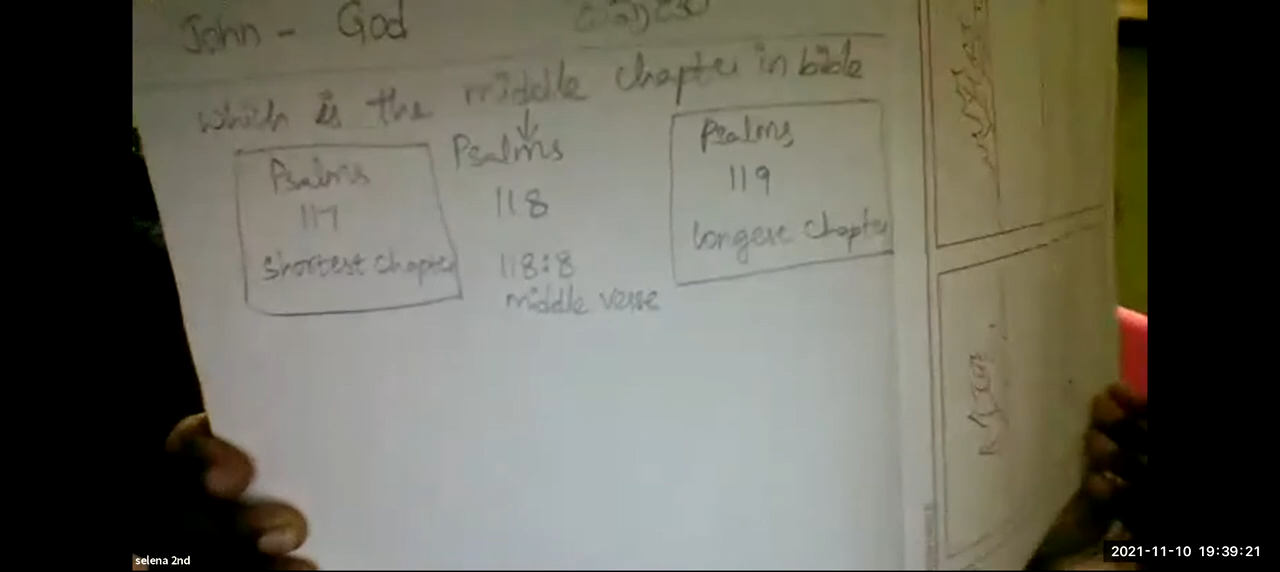 John - God
which is the middle chapter in bible
Psalms
117
shortest chapter
Psalms
118
118:8
middle verse
Psalms
119
longest chapter
selena 2nd
2021-11-10 19:39:21